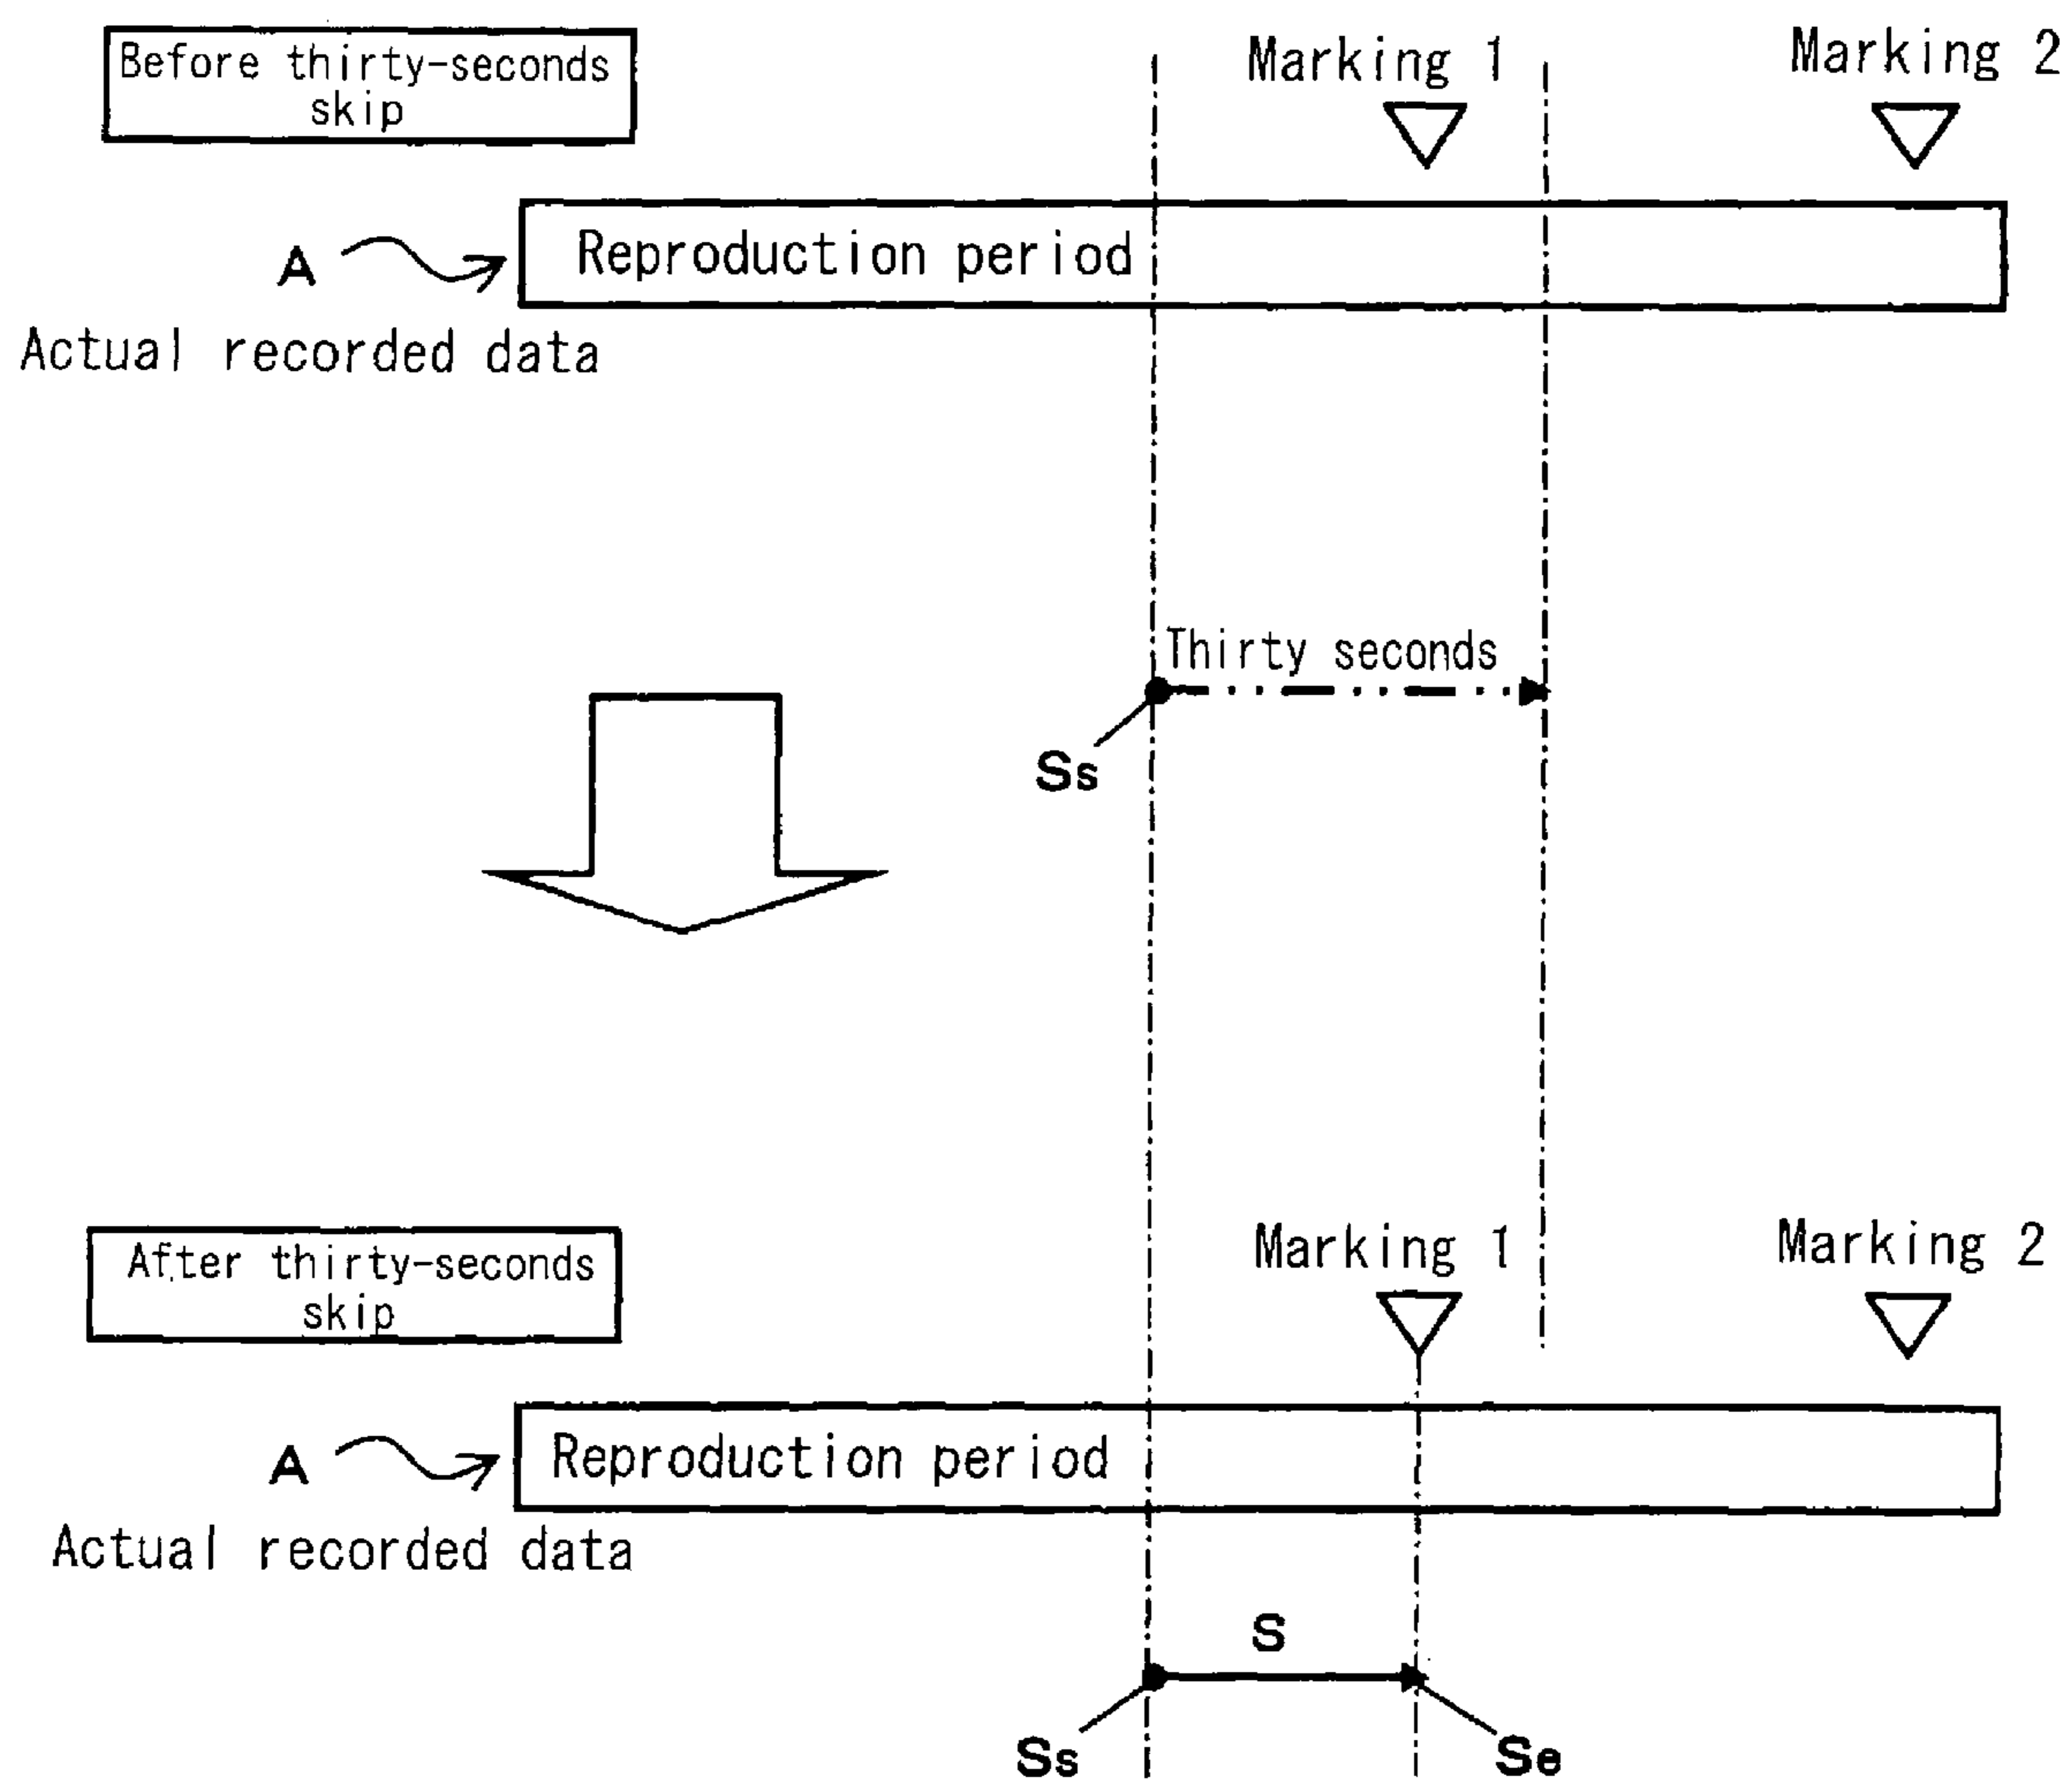 Before thirty-seconds
skip
Marking 1
Marking 2
A
Reproduction period
Actual recorded data
Thirty seconds
Ss
After thirty-seconds
skip
Marking 1
Marking 2
A
Reproduction period
Actual recorded data
S
Ss
Se